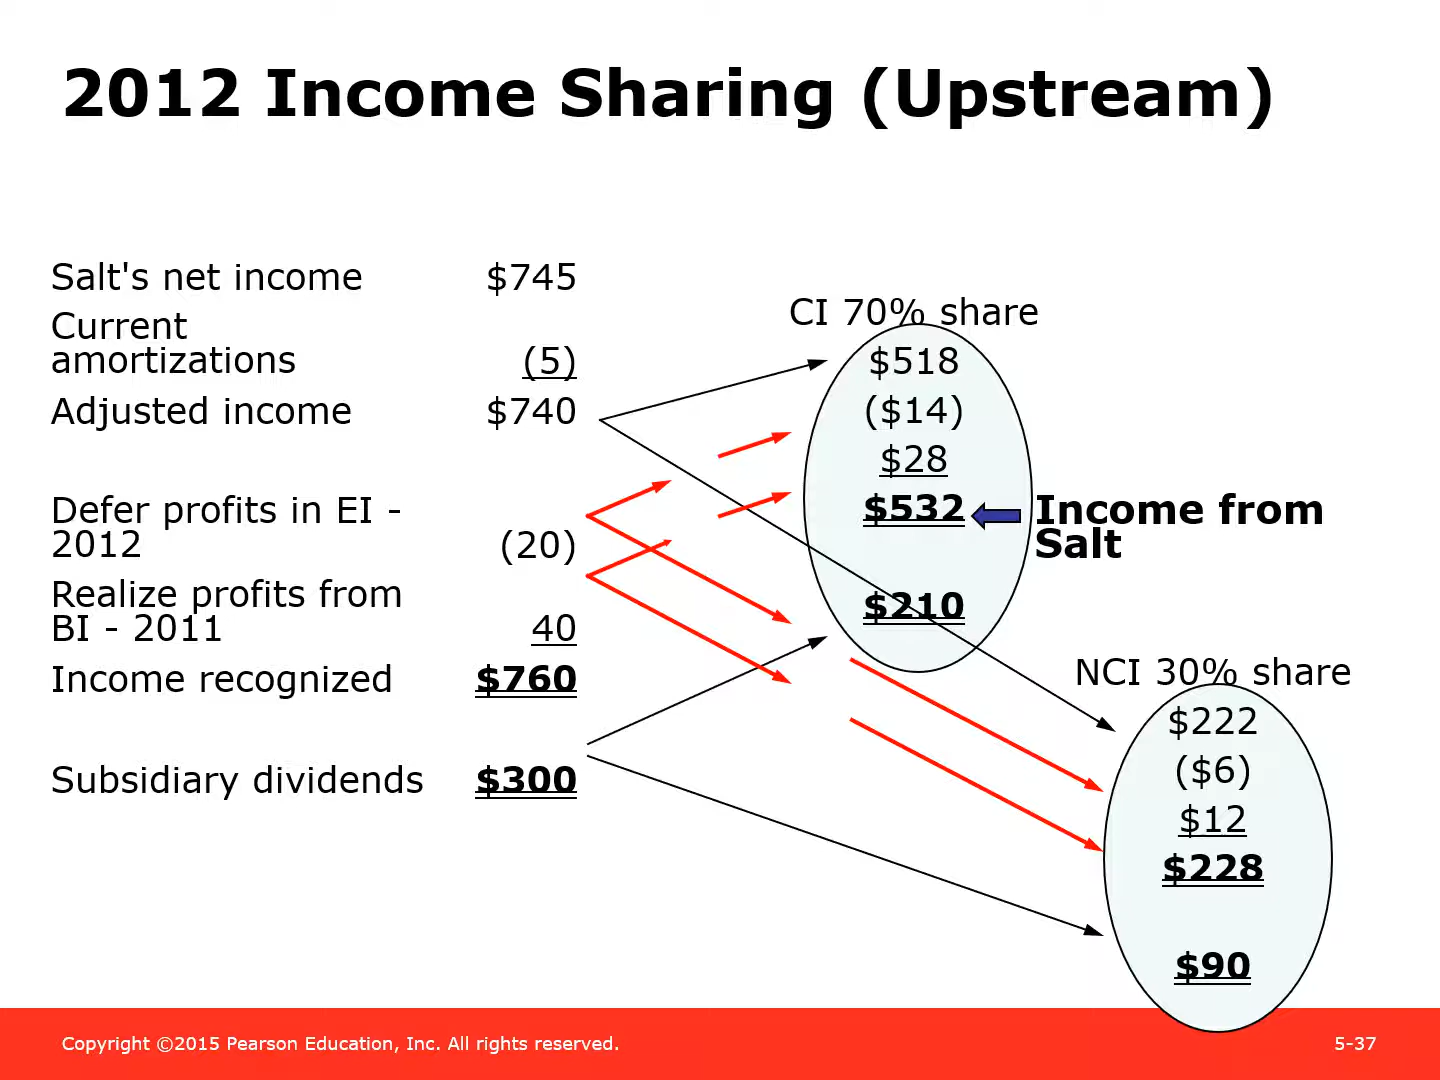 2012 Income Sharing (Upstream)
Salt's net income $745
Current
amortizations (5)
Adjusted income $740
Defer profits in EI -
2012 (20)
Realize profits from
BI - 2011 40
Income recognized $760
Subsidiary dividends $300
CI 70% share
$518
($14)
$28
$532
$210
Income from
Salt
NCI 30% share
$222
($6)
$12
$228
$90
Copyright ©2015 Pearson Education, Inc. All rights reserved.
5-37